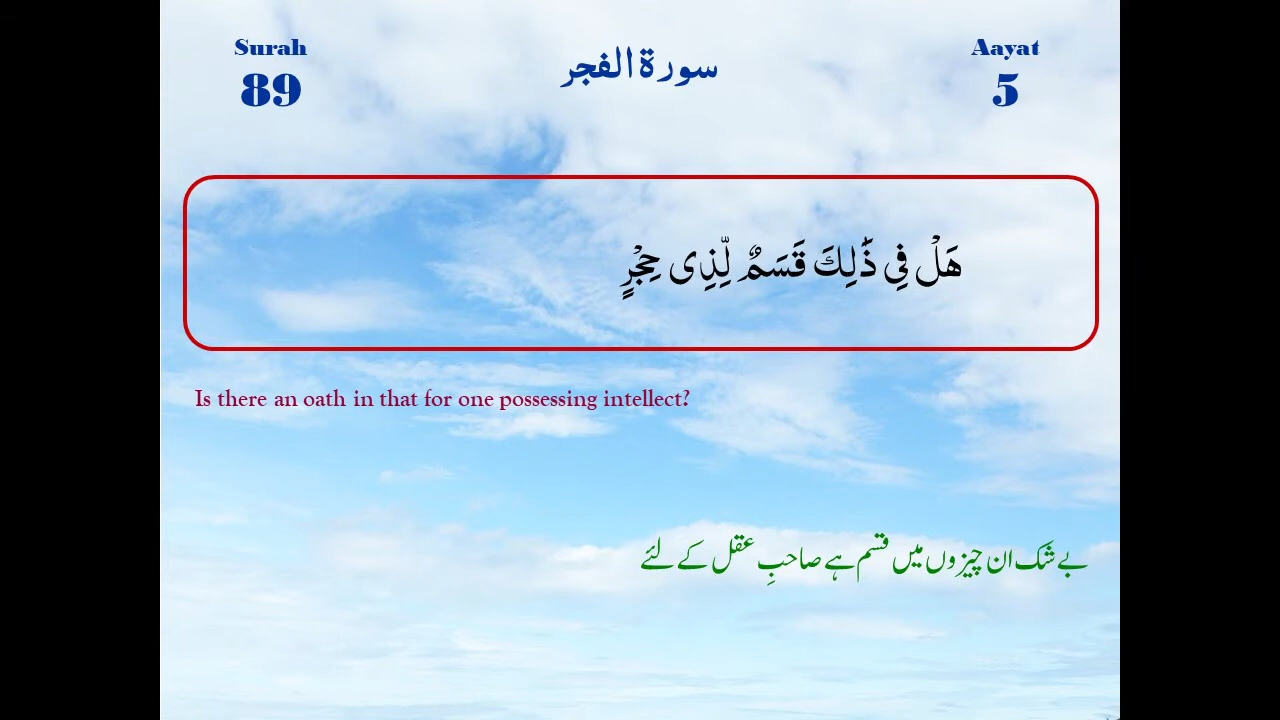 Surah
89
سورة الفجر
Aayat
5
هَلْ فِي ذَٰلِكَ قَسَمٌ لِّذِی حِجْرٍ
Is there an oath in that for one possessing intellect?
بے شک ان چیزوں میں قسم ہے صاحبِ عقل کے لئے